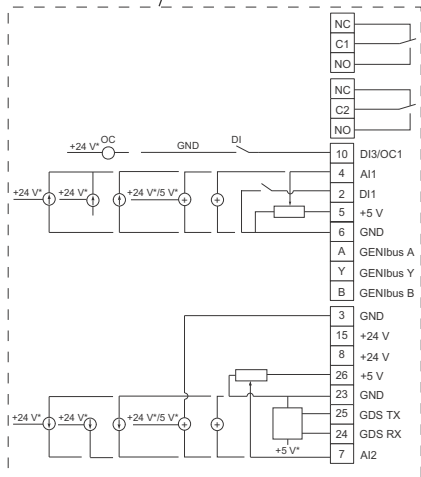 NC
C1
NO
NC
C2
NO
+24 V* OC GND DI 10 DI3/OC1
4 AI1
+24 V* +24 V* +24 V*/5 V* 2 DI1
5 +5 V
6 GND
A GENIbus A
Y GENIbus Y
B GENIbus B
3 GND
15 +24 V
8 +24 V
26 +5 V
23 GND
+24 V* +24 V* +24 V*/5 V* 25 GDS TX
24 GDS RX
+5 V* 7 AI2